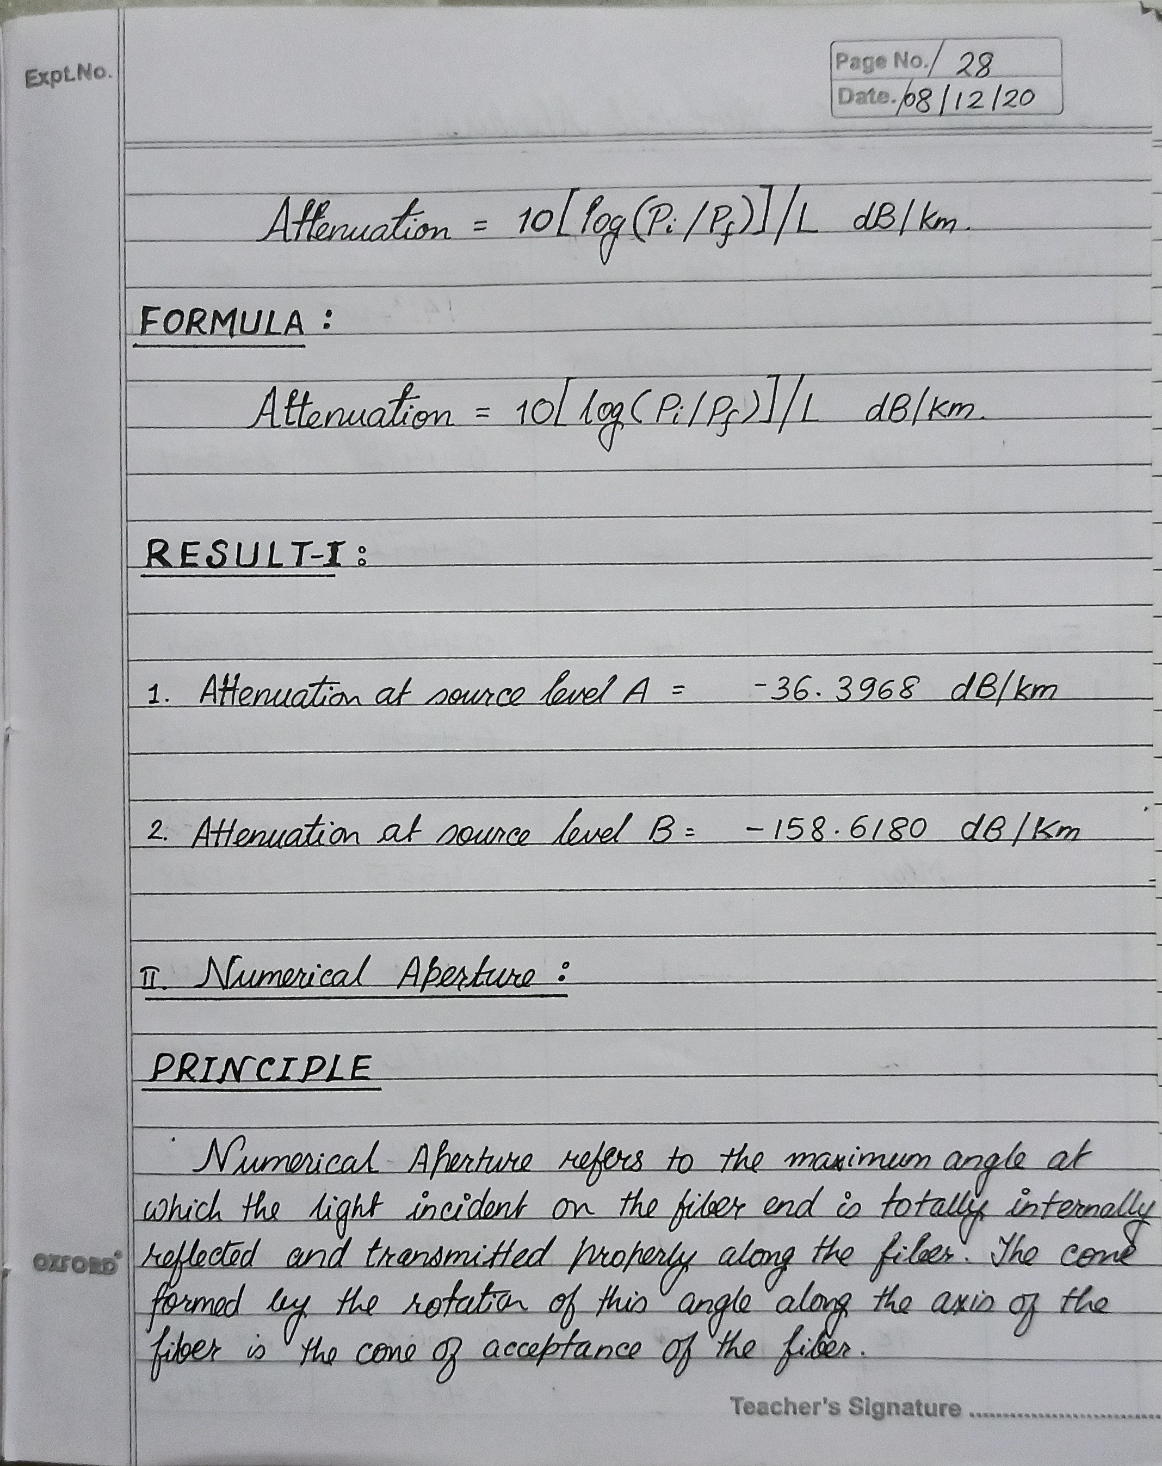 Expt.No.
Page No. 28
Date. 08/12/20
Attenuation = 10[log(Pi/Pf)]/L dB/km.
FORMULA:
Attenuation = 10[log(Pi/Pf)]/L dB/km.
RESULT-I:
1. Attenuation at source level A = -36.3968 dB/km
2. Attenuation at source level B = -158.6180 dB/Km
II. Numerical Aperture:
PRINCIPLE
Numerical Aperture refers to the maximum angle at
which the light incident on the fiber end is totally internally
reflected and transmitted properly along the fiber. The cone
formed by the rotation of this angle along the axis of the
fiber is the cone of acceptance of the fiber.
OXFORD
Teacher's Signature ..............................